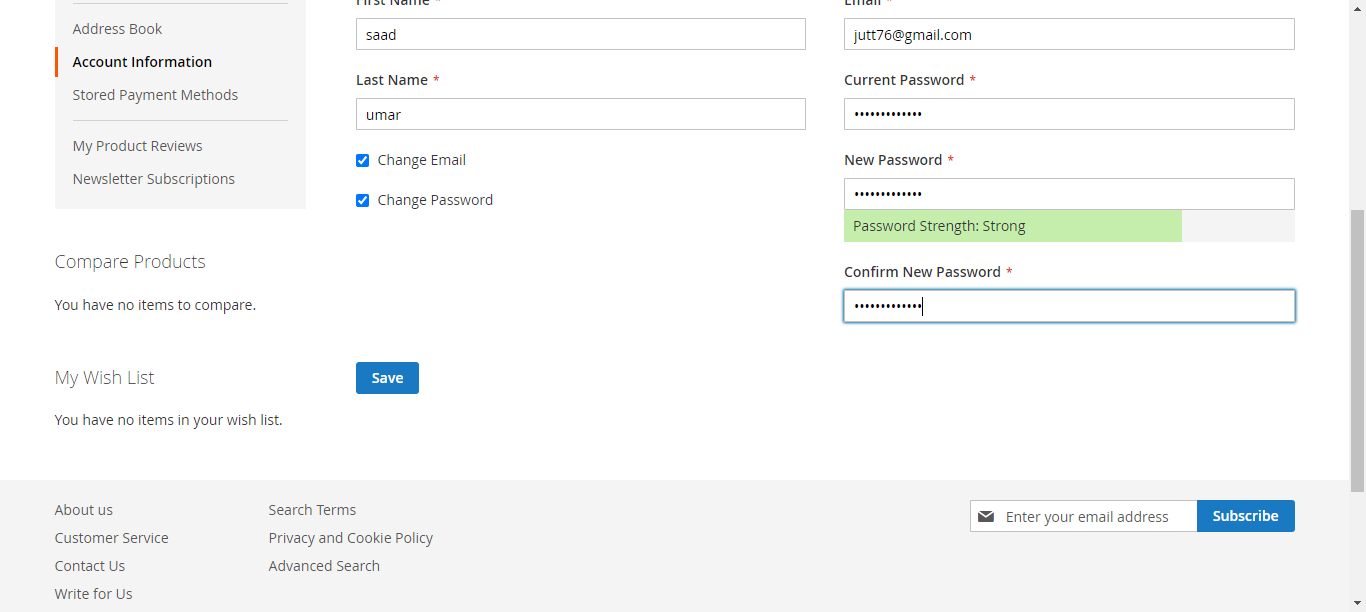 First Name *
Email *
Address Book
saad
jutt76@gmail.com
Account Information
Last Name *
Current Password *
Stored Payment Methods
umar
•••••••••••••
My Product Reviews
Change Email
New Password *
Newsletter Subscriptions
Change Password
•••••••••••••
Password Strength: Strong
Compare Products
Confirm New Password *
You have no items to compare.
•••••••••••••
My Wish List
Save
You have no items in your wish list.
About us
Search Terms
Enter your email address
Subscribe
Customer Service
Privacy and Cookie Policy
Contact Us
Advanced Search
Write for Us